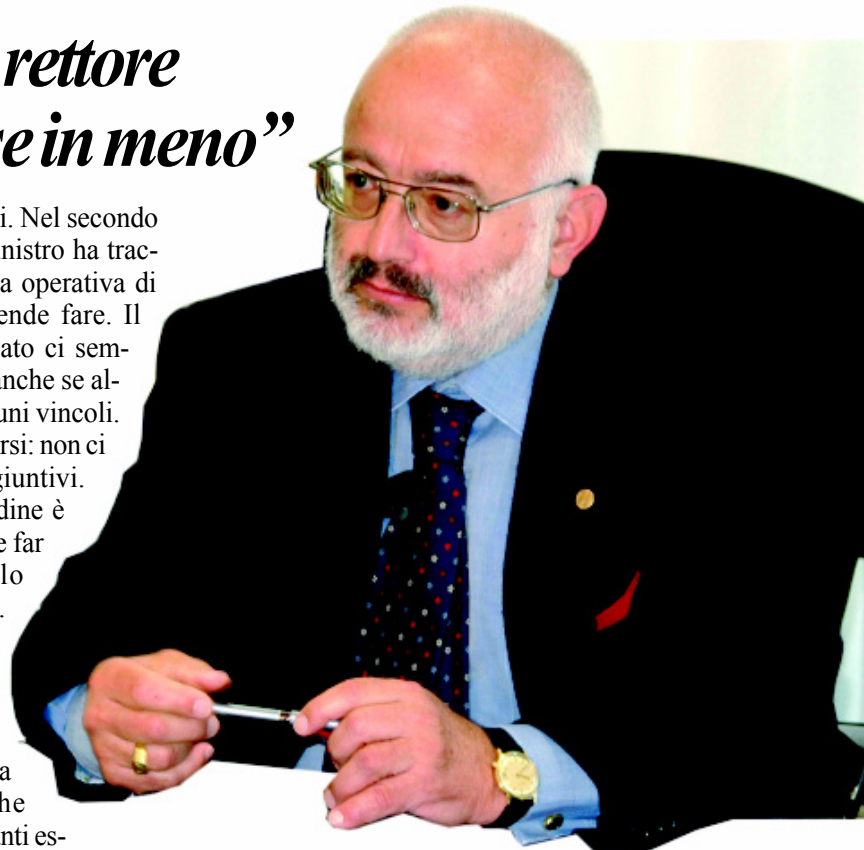 rettore
e in meno”
i. Nel secondo
nistro ha trac-
a operativa di
ende fare. Il
ato ci sem-
anche se al-
uni vincoli.
rsi: non ci
giuntivi.
dine è
e far
lo
.
a
he
nti es-